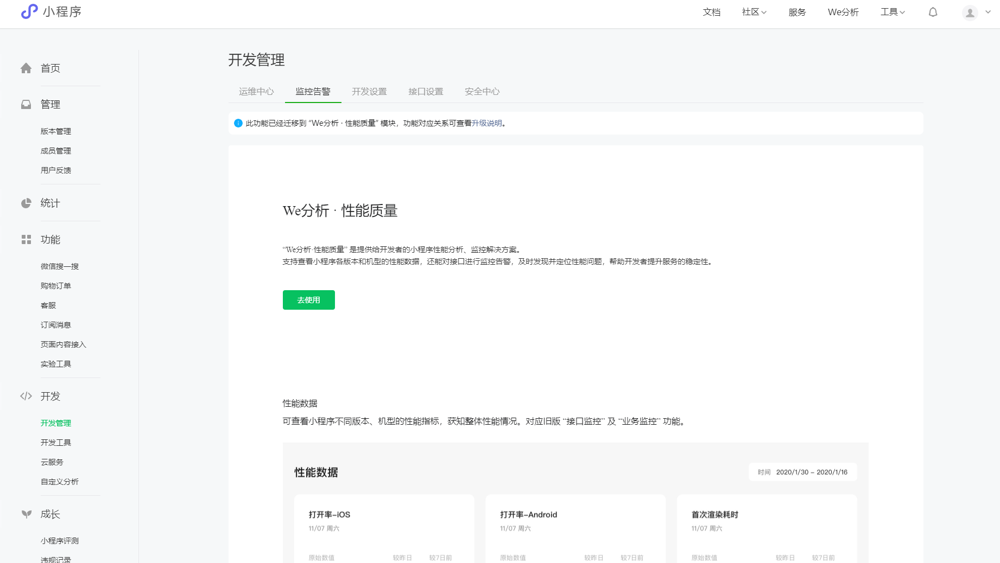 小程序
文档 社区 服务 We分析 工具
首页
管理
版本管理
成员管理
用户反馈
统计
功能
微信搜一搜
购物订单
客服
订阅消息
页面内容接入
实验工具
开发
开发管理
开发工具
云服务
自定义分析
成长
小程序评测
违规记录
开发管理
运维中心 监控告警 开发设置 接口设置 安全中心
此功能已经迁移到 “We分析 · 性能质量” 模块，功能对应关系可查看升级说明。
We分析 · 性能质量
“We分析·性能质量” 是提供给开发者的小程序性能分析、监控解决方案。
支持查看小程序各版本和机型的性能数据，还能对接口进行监控告警，及时发现并定位性能问题，帮助开发者提升服务的稳定性。
去使用
性能数据
可查看小程序不同版本、机型的性能指标，获知整体性能情况。对应旧版 “接口监控” 及 “业务监控” 功能。
性能数据
时间 2020/1/30 – 2020/1/16
打开率–iOS
11/07 周六
原始数值 较昨日 较7日前
打开率–Android
11/07 周六
原始数值 较昨日 较7日前
首次渲染耗时
11/07 周六
原始数值 较昨日 较7日前